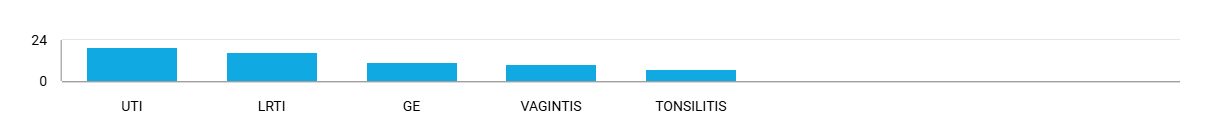 24
0
UTI LRTI GE VAGINTIS TONSILITIS